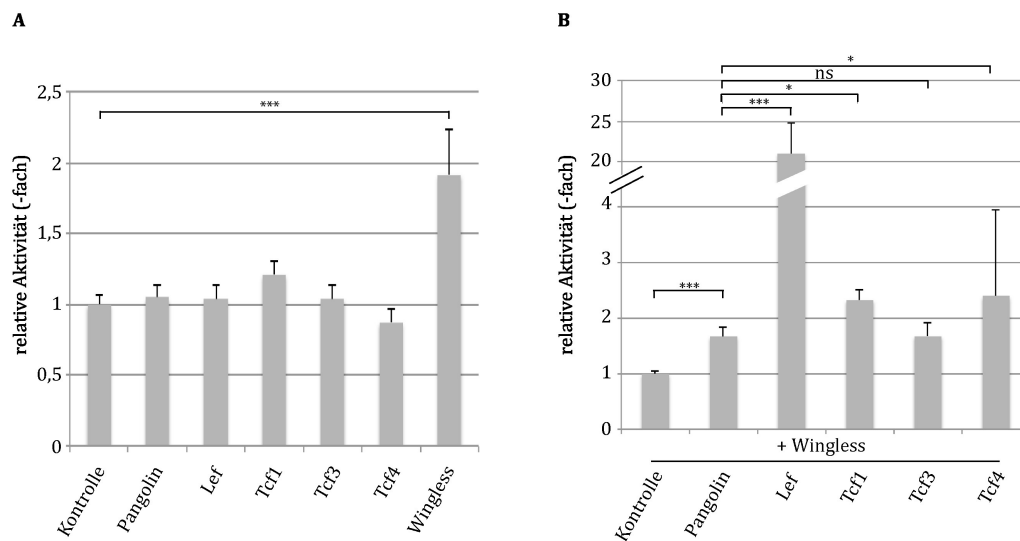 A
relative Aktivität (-fach)
2,5
2
1,5
1
0,5
0
***
Kontrolle
Pangolin
Lef
Tcf1
Tcf3
Tcf4
Wingless
B
relative Aktivität (-fach)
30
25
20
4
3
2
1
0
*
ns
*
***
***
+ Wingless
Kontrolle
Pangolin
Lef
Tcf1
Tcf3
Tcf4